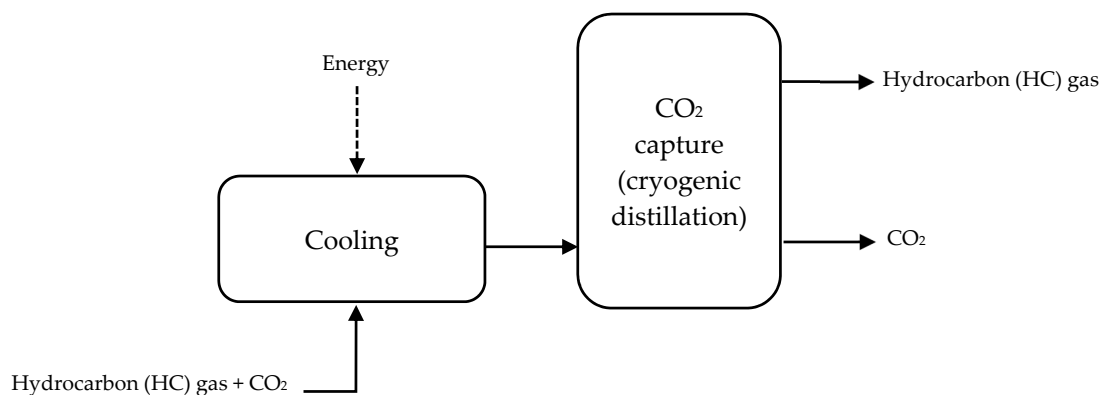 Energy
Hydrocarbon (HC) gas
CO₂
capture
(cryogenic
distillation)
Cooling
CO₂
Hydrocarbon (HC) gas + CO₂